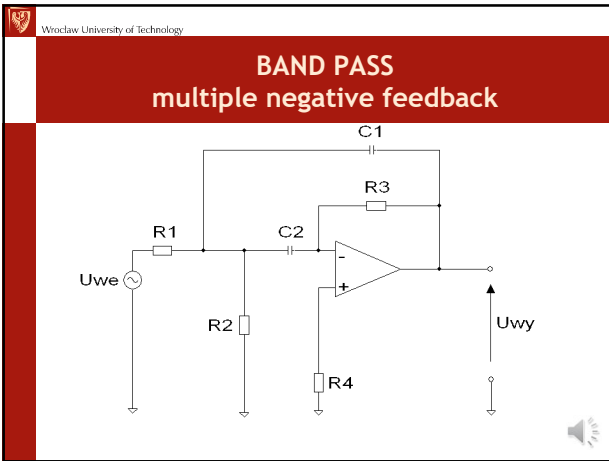 Wroclaw University of Technology
BAND PASS
multiple negative feedback
C1
R3
R1
C2
-
Uwe
+
R2
Uwy
R4